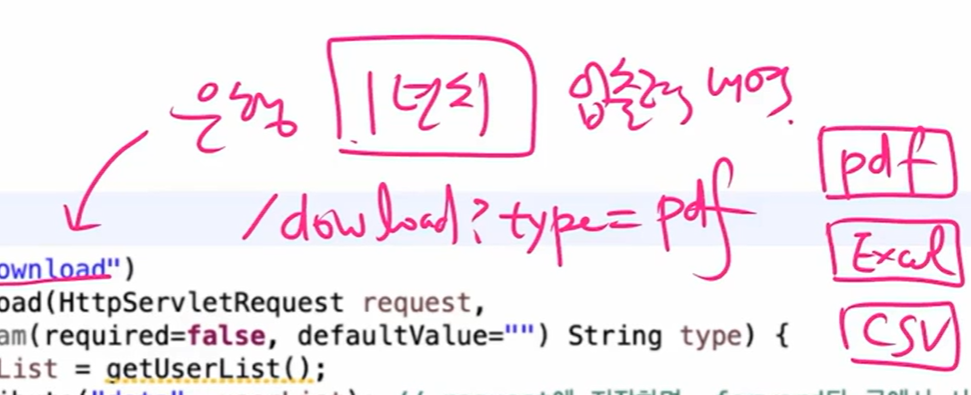 은행 1년치 입출력 내역.
pdf
/dowload?type=pdf
Excel
CSV
ownload")
oad(HttpServletRequest request,
am(required=false, defaultValue="") String type) {
List = getUserList();